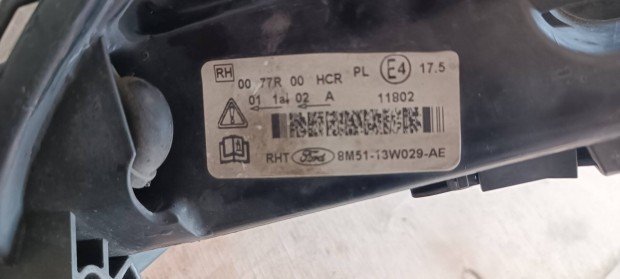 RH 00 77R 00 HCR PL E4 17.5
01 1a 02 A 11802
RHT Ford 8M51-13W029-AE